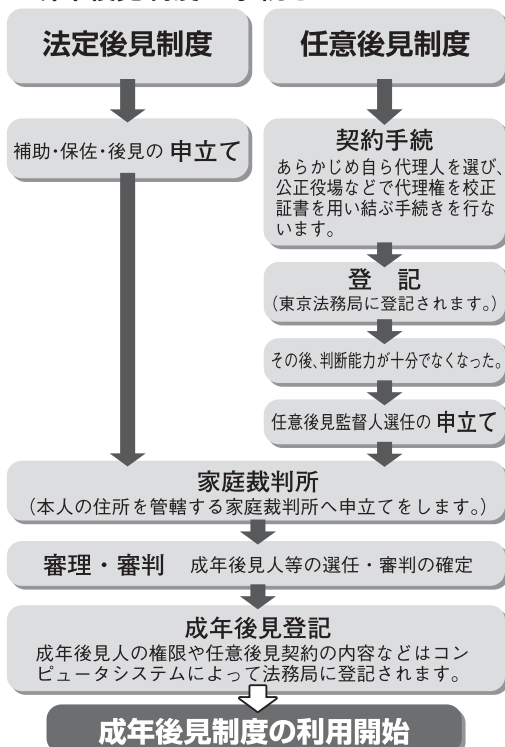 法定後見制度
任意後見制度
補助・保佐・後見の 申立て
契約手続
あらかじめ自ら代理人を選び、
公正役場などで代理権を校正
証書を用い結ぶ手続きを行な
います。
登 記
(東京法務局に登記されます。)
その後、判断能力が十分でなくなった。
任意後見監督人選任の 申立て
家庭裁判所
(本人の住所を管轄する家庭裁判所へ申立てをします。)
審理・審判 成年後見人等の選任・審判の確定
成年後見登記
成年後見人の権限や任意後見契約の内容などはコン
ピュータシステムによって法務局に登記されます。
成年後見制度の利用開始